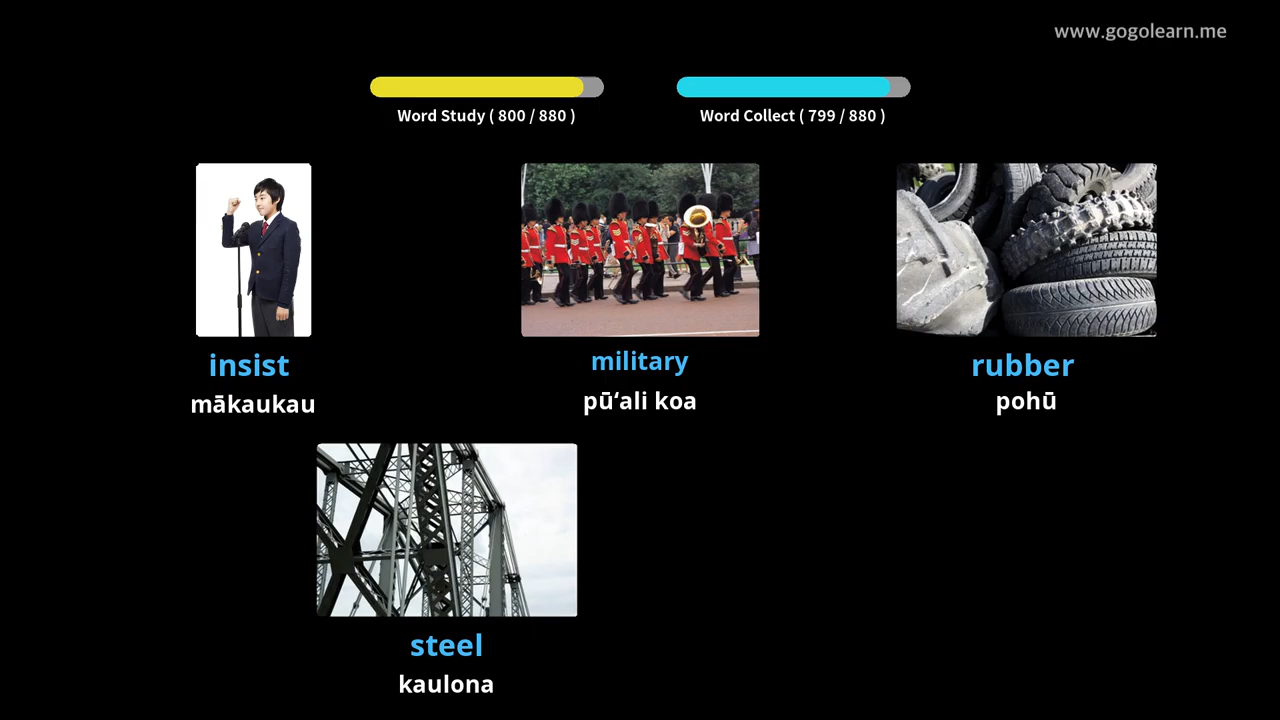 www.gogolearn.me
Word Study ( 800 / 880 )
Word Collect ( 799 / 880 )
insist
mākaukau
military
pūʻali koa
rubber
pohū
steel
kaulona